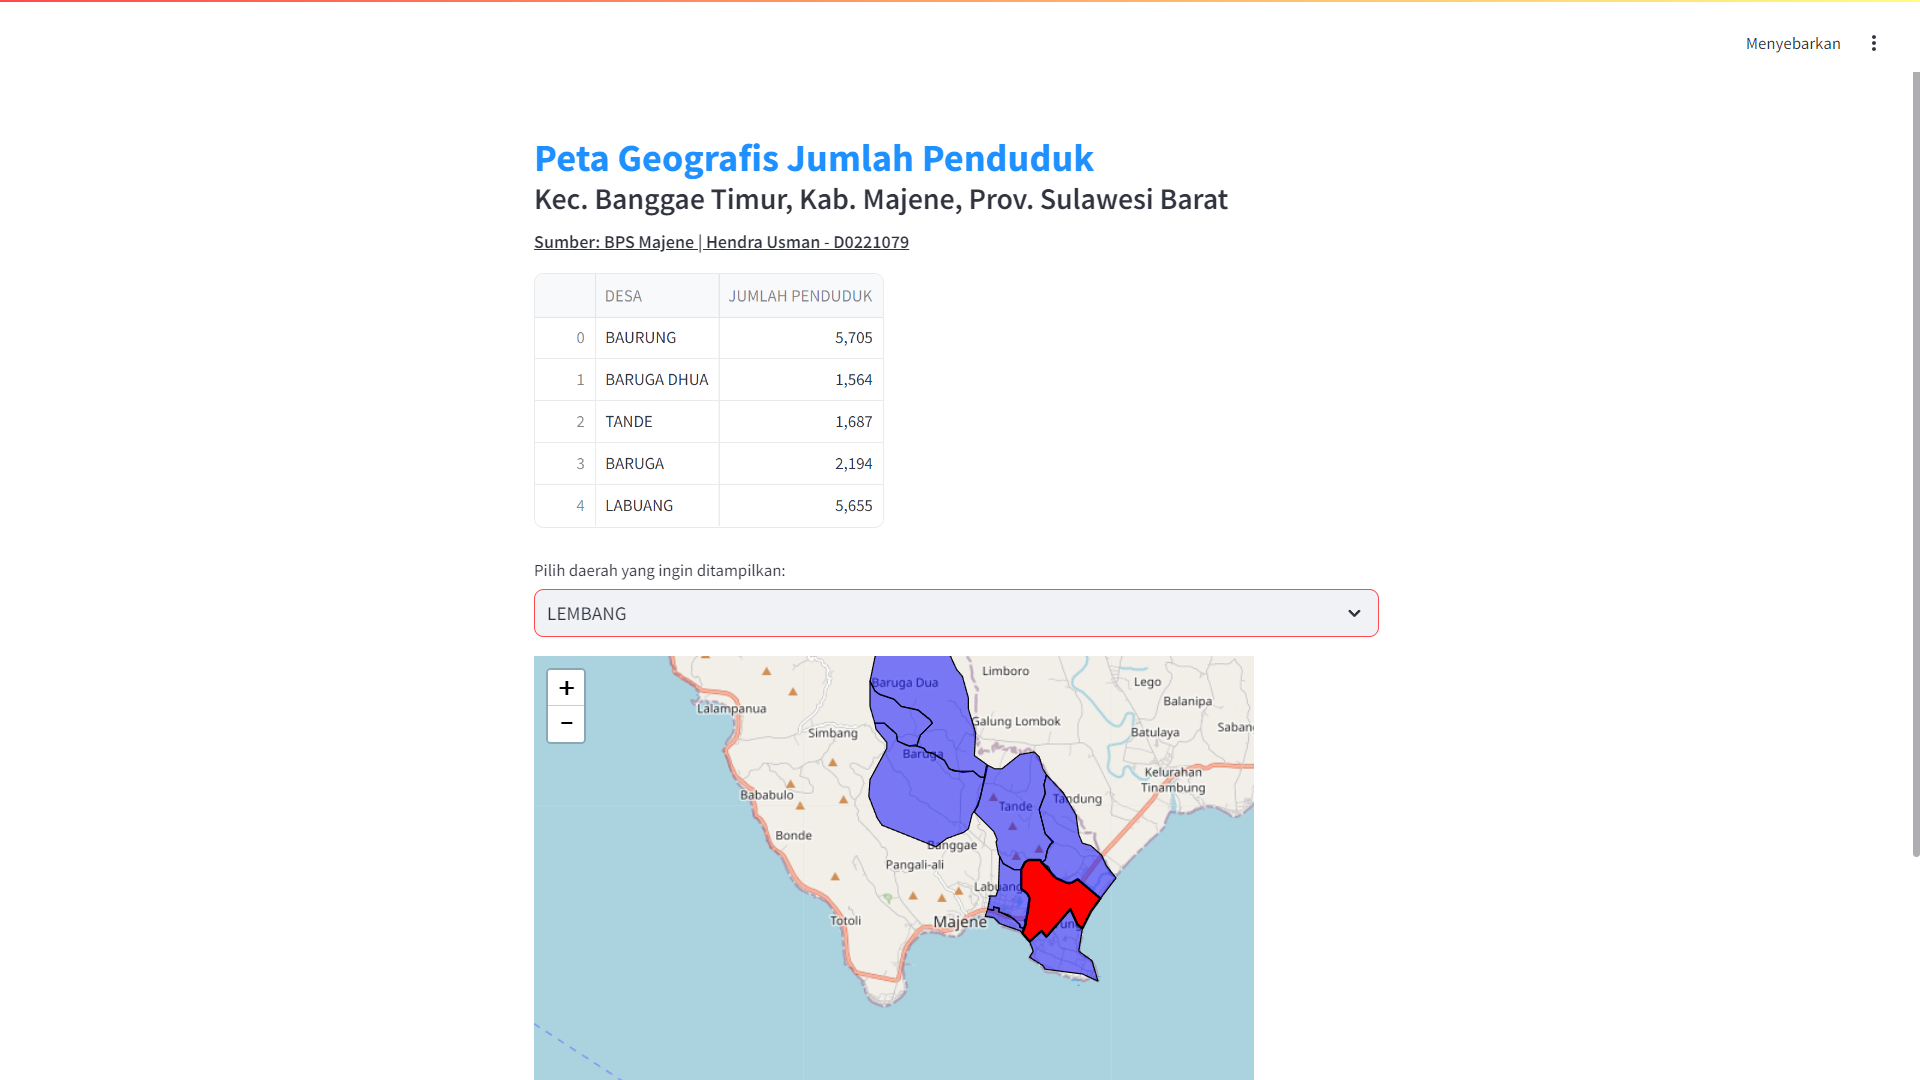 Menyebarkan
Peta Geografis Jumlah Penduduk
Kec. Banggae Timur, Kab. Majene, Prov. Sulawesi Barat
Sumber: BPS Majene | Hendra Usman - D0221079
DESA JUMLAH PENDUDUK
0 BAURUNG 5,705
1 BARUGA DHUA 1,564
2 TANDE 1,687
3 BARUGA 2,194
4 LABUANG 5,655
Pilih daerah yang ingin ditampilkan:
LEMBANG
+
−
Limboro
Baruga Dua
Lego
Balanipa
Lalampanua
Galung Lombok
Saban
Simbang
Batulaya
Baruga
Kelurahan
Tinambung
Bababulo
Tandung
Tande
Bonde
Banggae
Pangali-ali
Labuang
Totoli
Majene